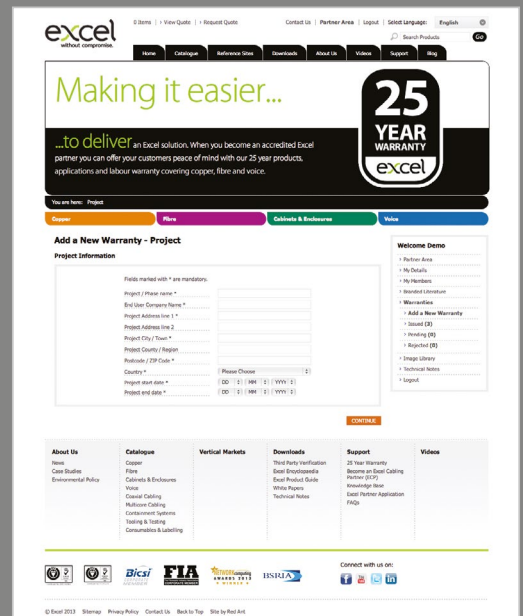 excel
without compromise.
0 Items | View Quote | Request Quote
Contact Us | Partner Area | Logout | Select Language: English
Search Products Go
Home Catalogue Reference Sites Downloads About Us Videos Support Blog
Making it easier...
...to deliver an Excel solution. When you become an accredited Excel
partner you can offer your customers peace of mind with our 25 year products,
applications and labour warranty covering copper, fibre and voice.
25
YEAR
WARRANTY
excel
You are here: Project
Copper Fibre Cabinets & Enclosures Voice
Add a New Warranty - Project
Project Information
Fields marked with * are mandatory.
Project / Phase name *
End User Company Name *
Project Address line 1 *
Project Address line 2
Project City / Town *
Project County / Region
Postcode / ZIP Code *
Country * Please Choose
Project start date * DD MM YYYY
Project end date * DD MM YYYY
CONTINUE
Welcome Demo
Partner Area
My Details
My Members
Branded Literature
Warranties
Add a New Warranty
Issued (3)
Pending (0)
Rejected (0)
Image Library
Technical Notes
Logout
About Us
News
Case Studies
Environmental Policy
Catalogue
Copper
Fibre
Cabinets & Enclosures
Voice
Coaxial Cabling
Multicore Cabling
Containment Systems
Tooling & Testing
Consumables & Labelling
Vertical Markets
Downloads
Third Party Verification
Excel Encyclopaedia
Excel Product Guide
White Papers
Technical Notes
Support
25 Year Warranty
Become an Excel Cabling
Partner (ECP)
Knowledge Base
Excel Partner Application
FAQs
Videos
Bicsi
MEMBER
FIA
CORPORATE MEMBER
NETWORKcomputing
AWARDS 2013
WINNER
BSRIA
Connect with us on:
© Excel 2013 Sitemap Privacy Policy Contact Us Back to Top Site by Red Ant